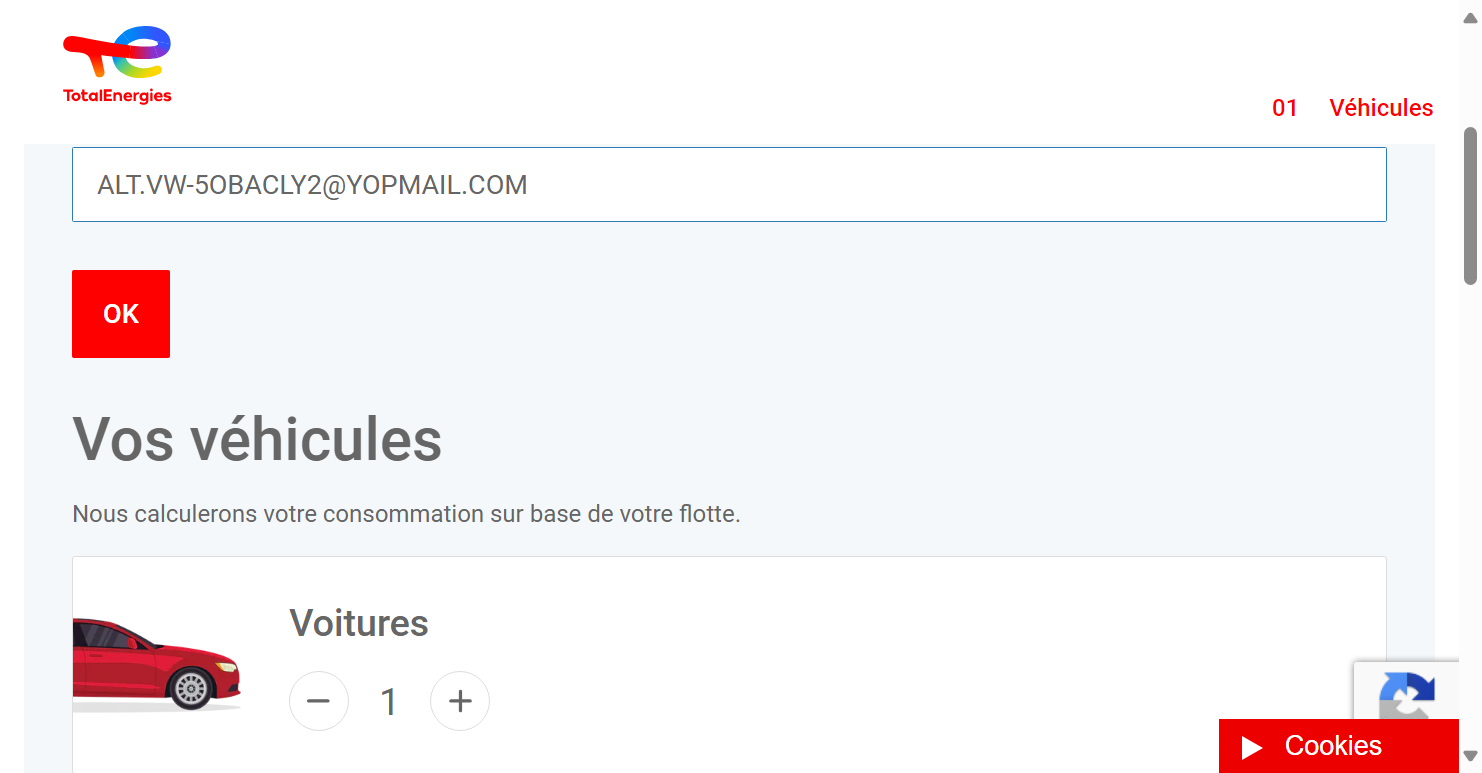 TotalEnergies
01 Véhicules
ALT.VW-5OBACLY2@YOPMAIL.COM
OK
Vos véhicules
Nous calculerons votre consommation sur base de votre flotte.
Voitures
1
Cookies